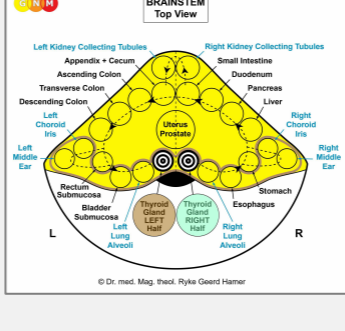 GNM
BRAINSTEM
Top View
Left Kidney Collecting Tubules
Right Kidney Collecting Tubules
Appendix + Cecum
Small Intestine
Ascending Colon
Duodenum
Transverse Colon
Pancreas
Descending Colon
Liver
Left
Choroid
Iris
Uterus
Prostate
Right
Choroid
Iris
Left
Middle
Ear
Right
Middle
Ear
Rectum
Submucosa
Stomach
Bladder
Submucosa
Esophagus
Left
Lung
Alveoli
Thyroid
Gland
LEFT
Half
Thyroid
Gland
RIGHT
Half
Right
Lung
Alveoli
L
R
© Dr. med. Mag. theol. Ryke Geerd Hamer